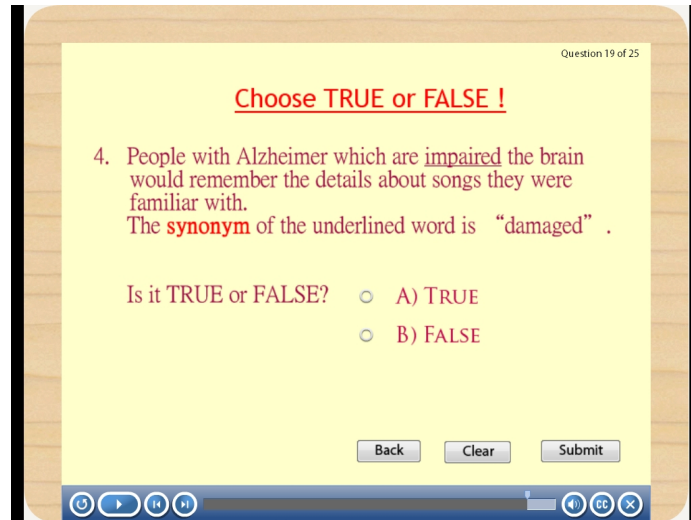 Question 19 of 25
Choose TRUE or FALSE !
4. People with Alzheimer which are impaired the brain
would remember the details about songs they were
familiar with.
The synonym of the underlined word is “damaged”.
Is it TRUE or FALSE? A) TRUE
B) FALSE
Back Clear Submit
CC